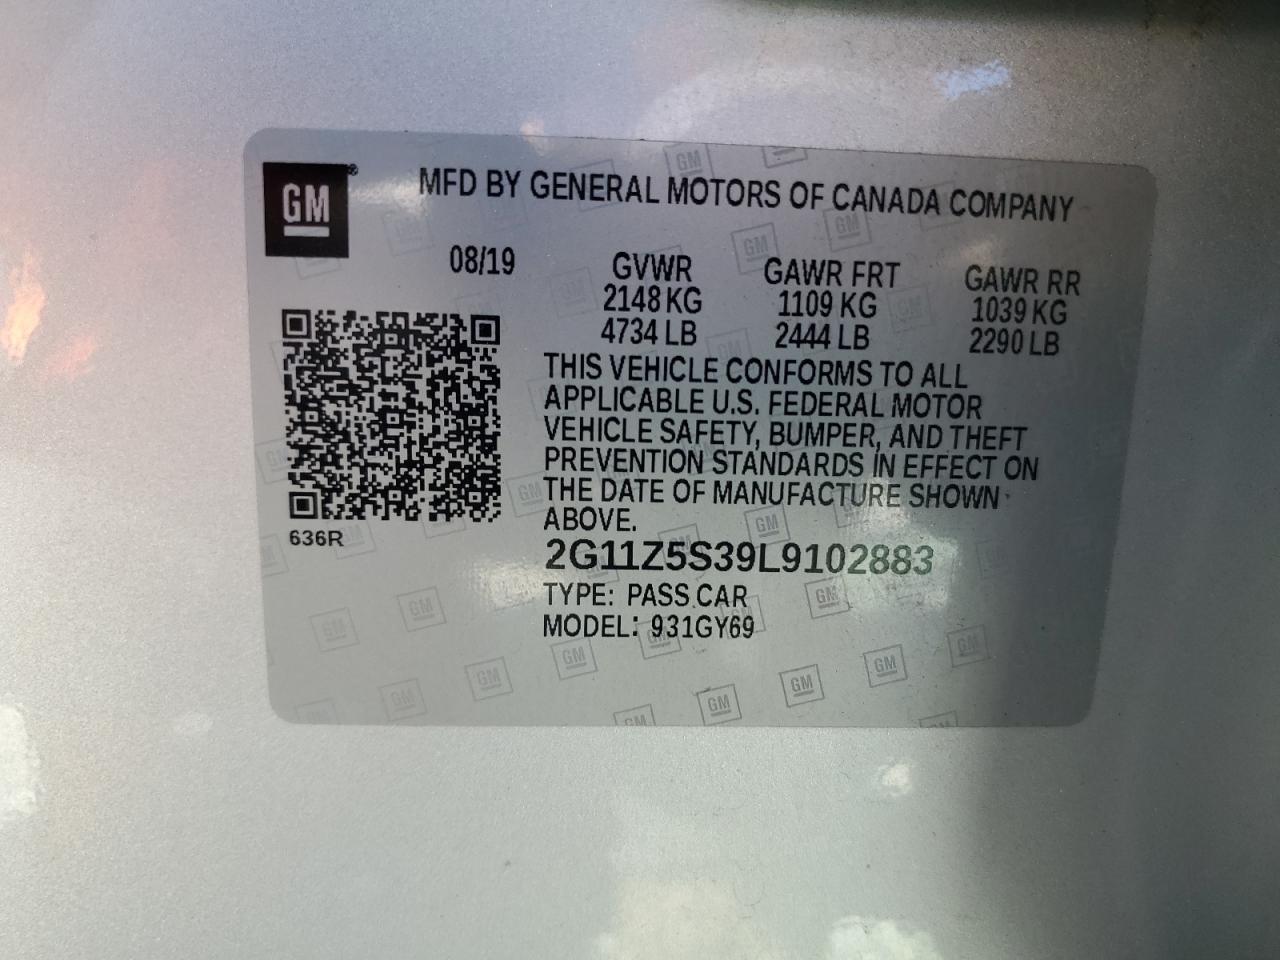 GM®
MFD BY GENERAL MOTORS OF CANADA COMPANY
08/19
GVWR GAWR FRT GAWR RR
2148 KG 1109 KG 1039 KG
4734 LB 2444 LB 2290 LB
THIS VEHICLE CONFORMS TO ALL
APPLICABLE U.S. FEDERAL MOTOR
VEHICLE SAFETY, BUMPER, AND THEFT
PREVENTION STANDARDS IN EFFECT ON
THE DATE OF MANUFACTURE SHOWN
ABOVE.
636R
2G11Z5S39L9102883
TYPE: PASS CAR
MODEL: 931GY69